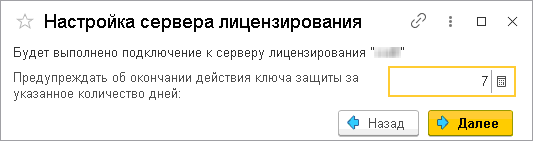 Настройка сервера лицензирования
Будет выполнено подключение к серверу лицензирования " "
Предупреждать об окончании действия ключа защиты за
указанное количество дней:
7
Назад
Далее